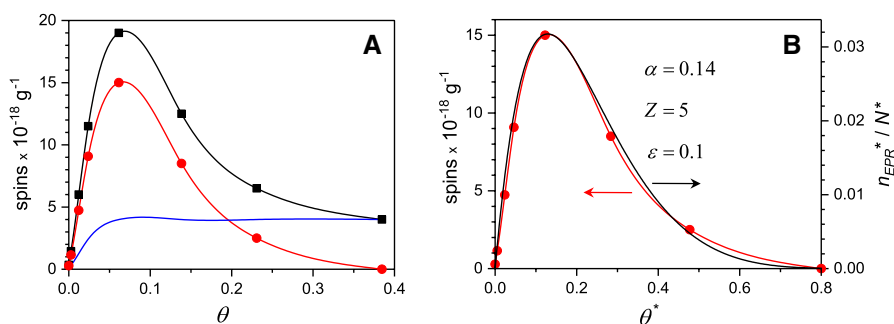 A
spins x 10⁻¹⁸ g⁻¹
20
15
10
5
0
0.0 0.1 0.2 0.3 0.4
θ
B
spins x 10⁻¹⁸ g⁻¹
15
10
5
0
α = 0.14
Z = 5
ε = 0.1
0.03
0.02
0.01
0.00
n_EPR* / N*
0.0 0.2 0.4 0.6 0.8
θ*